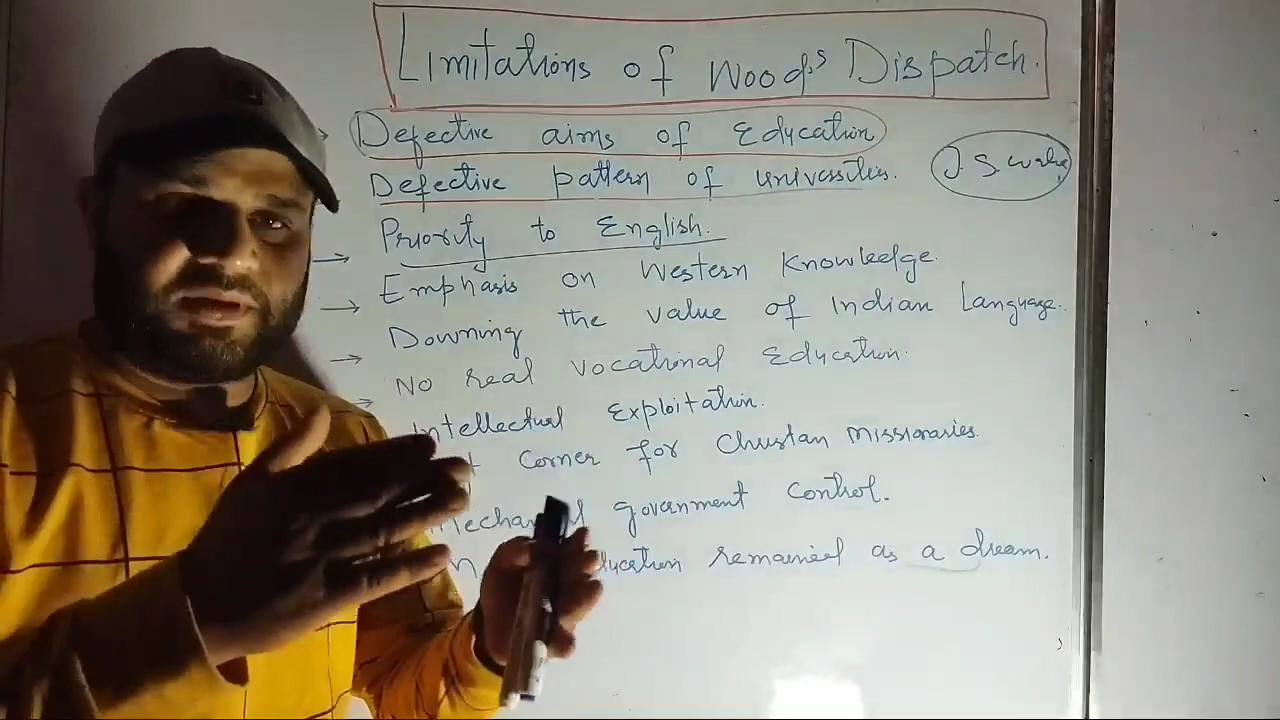 Limitations of Wood's Dispatch.
Defective aims of Education
Defective pattern of universities.
J. S.
Priority to English.
Emphasis on Western Knowledge.
Downing the value of Indian Language.
No real vocational Education.
Intellectual Exploitation.
Corner for Christan Missionaries.
government control.
remained as a dream.